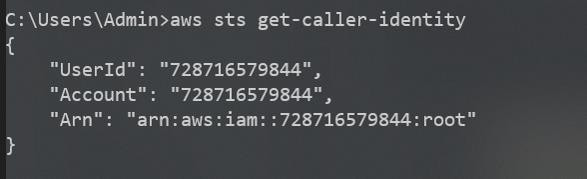 C:\Users\Admin>aws sts get-caller-identity
{
    "UserId": "728716579844",
    "Account": "728716579844",
    "Arn": "arn:aws:iam::728716579844:root"
}